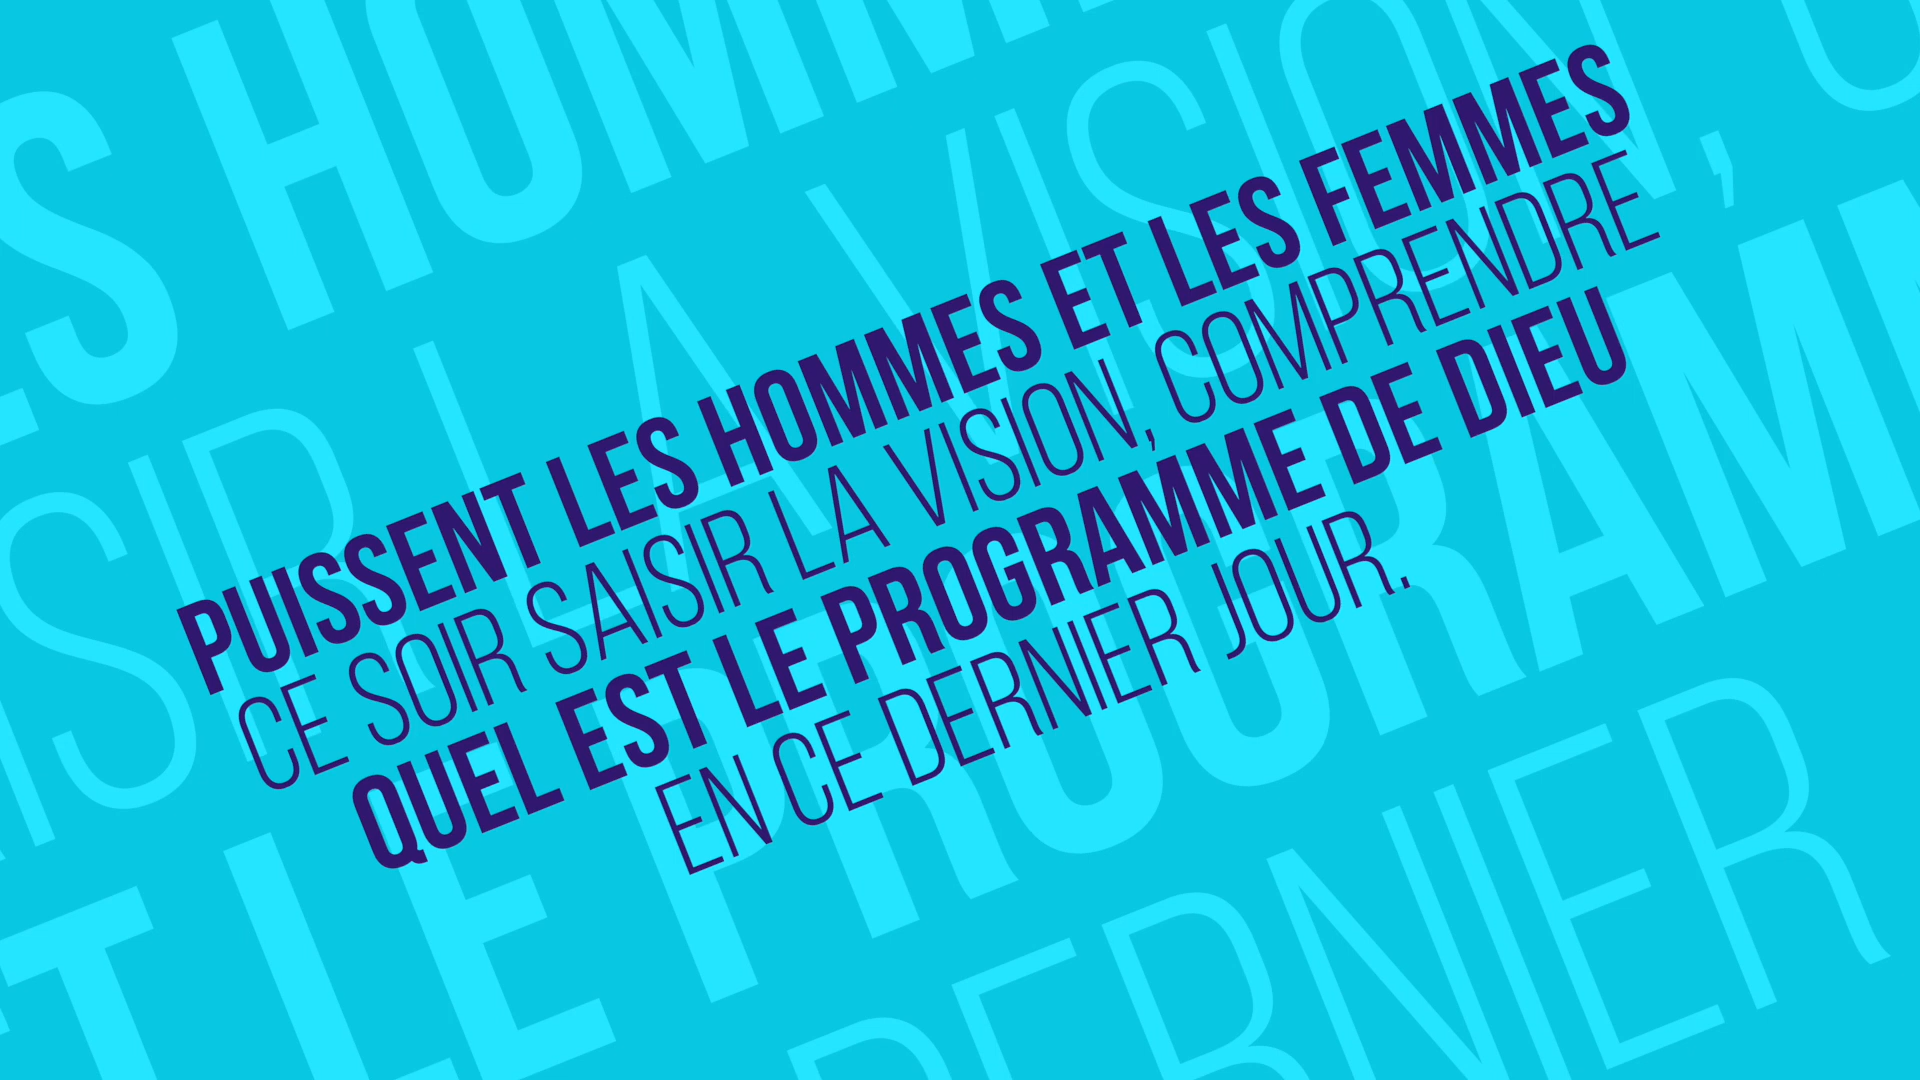 PUISSENT LES HOMMES ET LES FEMMES
CE SOIR SAISIR LA VISION, COMPRENDRE
QUEL EST LE PROGRAMME DE DIEU
EN CE DERNIER JOUR.